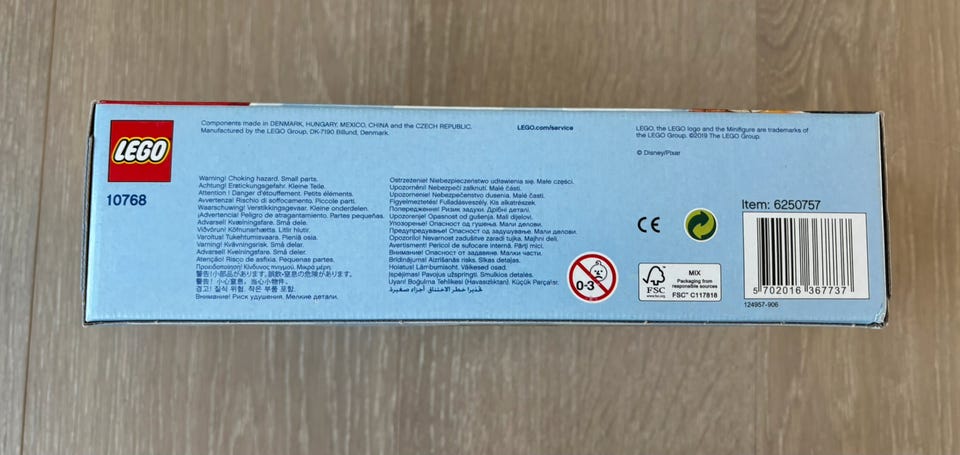 LEGO
10768
Components made in DENMARK, HUNGARY, MEXICO, CHINA and the CZECH REPUBLIC.
Manufactured by the LEGO Group, DK-7190 Billund, Denmark.
LEGO.com/service
LEGO, the LEGO logo and the Minifigure are trademarks
of the LEGO Group. ©2019 The LEGO Group.
© Disney/Pixar
Warning! Choking hazard. Small parts.
Achtung! Erstickungsgefahr. Kleine Teile.
Attention ! Danger d'étouffement. Petits éléments.
Avvertenza! Rischio di soffocamento. Piccole parti.
Waarschuwing! Verstikkingsgevaar. Kleine onderdelen.
¡Advertencia! Peligro de atragantamiento. Partes pequeñas.
Advarsel! Kvælningsfare. Små dele.
Viðvörun! Köfnunarhætta. Litlir hlutir.
Varoitus! Tukehtumisvaara. Pieniä osia.
Varning! Kvävningsrisk. Små delar.
Advarsel! Kvelningsfare. Små deler.
Atenção! Risco de asfixia. Pequenas partes.
Προειδοποίηση! Κίνδυνος πνιγμού. Μικρά μέρη.
警告! 小部品があります。誤飲・窒息の危険があります。
警告! 小心窒息。当心小物件。
경고! 질식 위험. 작은 부품 포함.
Внимание! Риск удушения. Мелкие детали.
Ostrzeżenie! Niebezpieczeństwo udławienia się. Małe części.
Upozornění! Nebezpečí zalknutí. Malé části.
Upozornenie! Nebezpečenstvo dusenia. Malé časti.
Figyelmeztetés! Fulladásveszély. Kis alkatrészek.
Попередження! Ризик задухи. Дрібні деталі.
Upozorenje! Opasnost od gušenja. Mali dijelovi.
Упозорење! Опасност од гушења. Мали делови.
Предупредување! Опасност од задушување. Мали делови.
Opozorilo! Nevarnost zadušitve zaradi tujka. Majhni deli.
Avertisment! Pericol de sufocare internă. Părţi mici.
Внимание! Опасност от задавяне. Малки части.
Brīdinājums! Aizrīšanās risks. Sīkas detaļas.
Hoiatus! Lämbumisoht. Väikesed osad.
Įspėjimas! Pavojus užspringti. Smulkios detalės.
Uyarı! Boğulma Tehlikesi (Havasızlıktan). Küçük Parçalar.
تحذير! خطر الاختناق أجزاء صغيرة
0-3
CE
FSC
www.fsc.org
MIX
Packaging from
responsible sources
FSC® C117818
Item: 6250757
5 702016 367737
124957-906